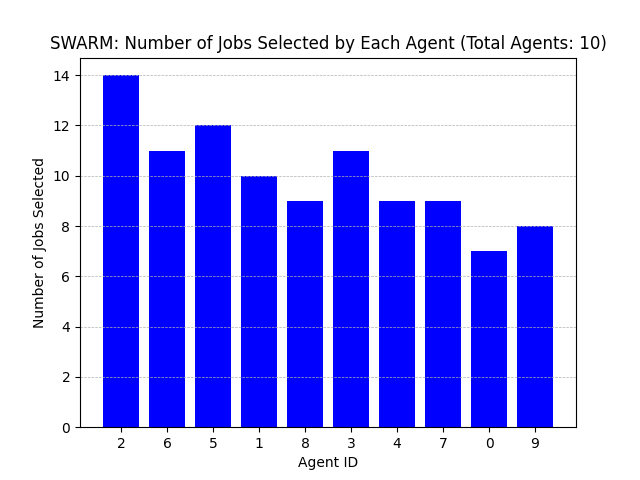 SWARM: Number of Jobs Selected by Each Agent (Total Agents: 10)
Number of Jobs Selected
14
12
10
8
6
4
2
0
2 6 5 1 8 3 4 7 0 9
Agent ID